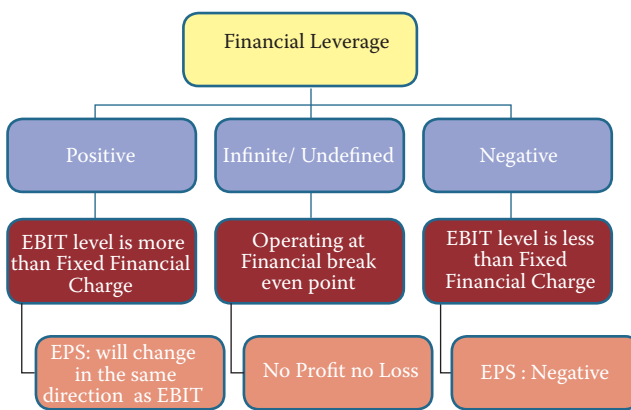 Financial Leverage
Positive
Infinite/ Undefined
Negative
EBIT level is more
than Fixed Financial
Charge
Operating at
Financial break
even point
EBIT level is less
than Fixed
Financial Charge
EPS: will change
in the same
direction as EBIT
No Profit no Loss
EPS : Negative